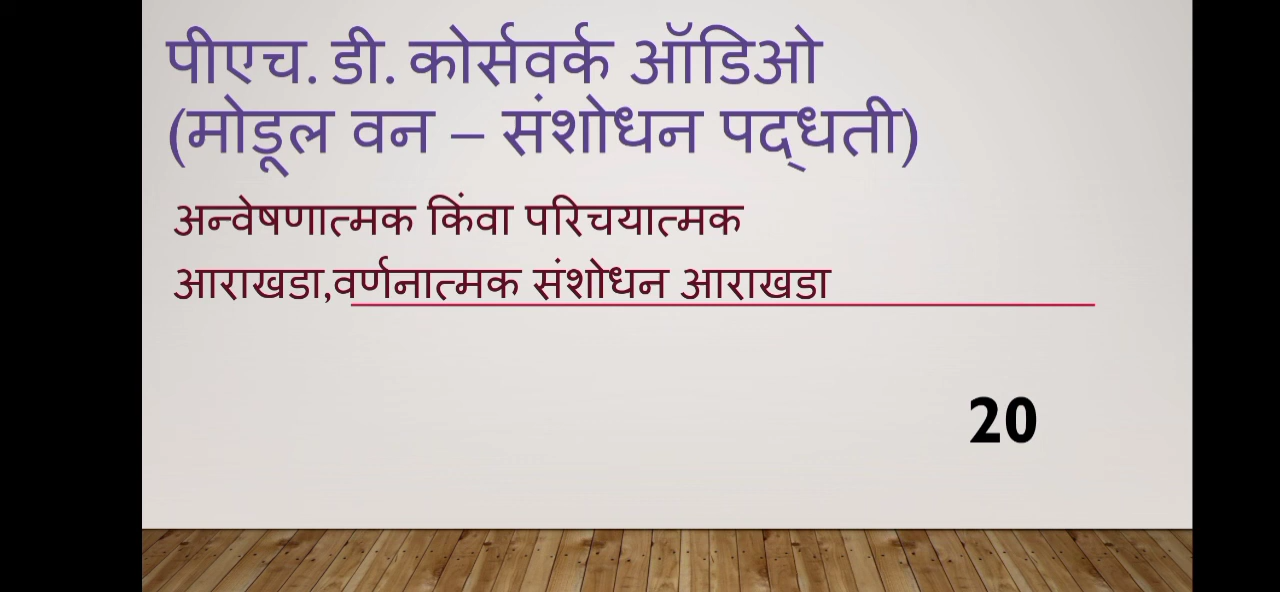 पीएच. डी. कोर्सवर्क ऑडिओ
(मोडूल वन – संशोधन पद्धती)
अन्वेषणात्मक किंवा परिचयात्मक
आराखडा,वर्णनात्मक संशोधन आराखडा
20